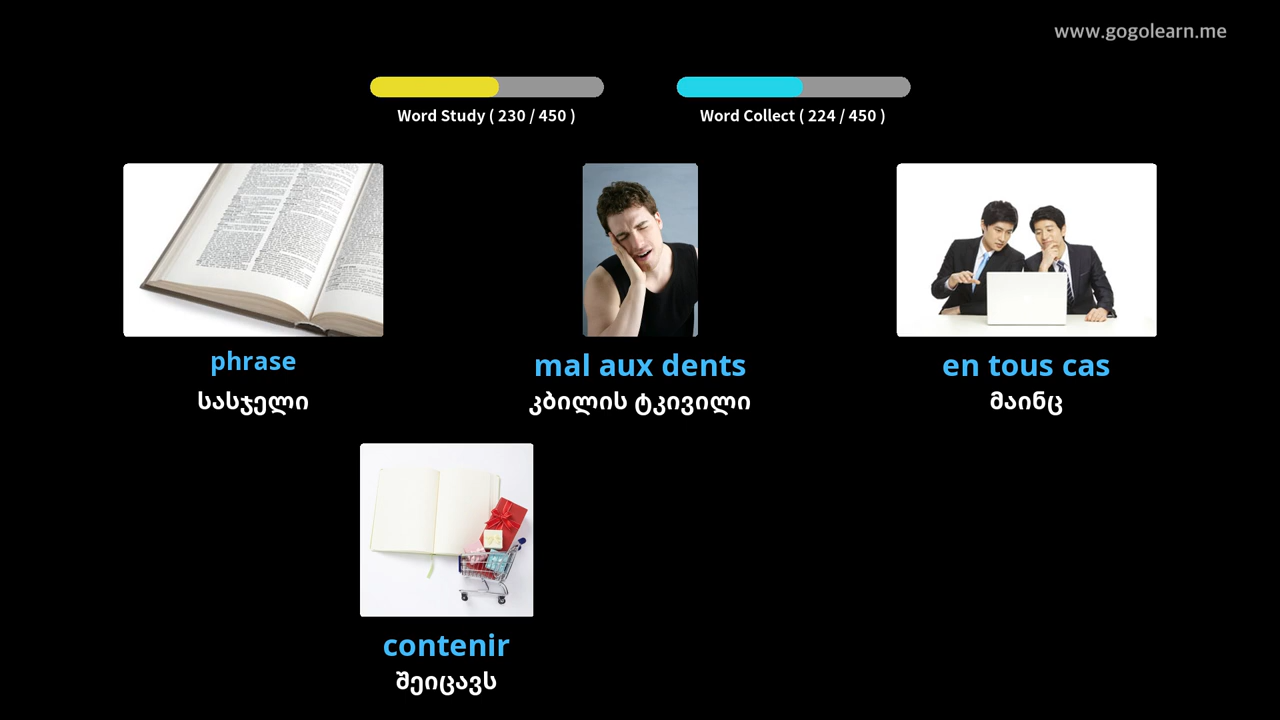 www.gogolearn.me
Word Study ( 230 / 450 )
Word Collect ( 224 / 450 )
phrase
სასჯელი
mal aux dents
კბილის ტკივილი
en tous cas
მაინც
contenir
შეიცავს